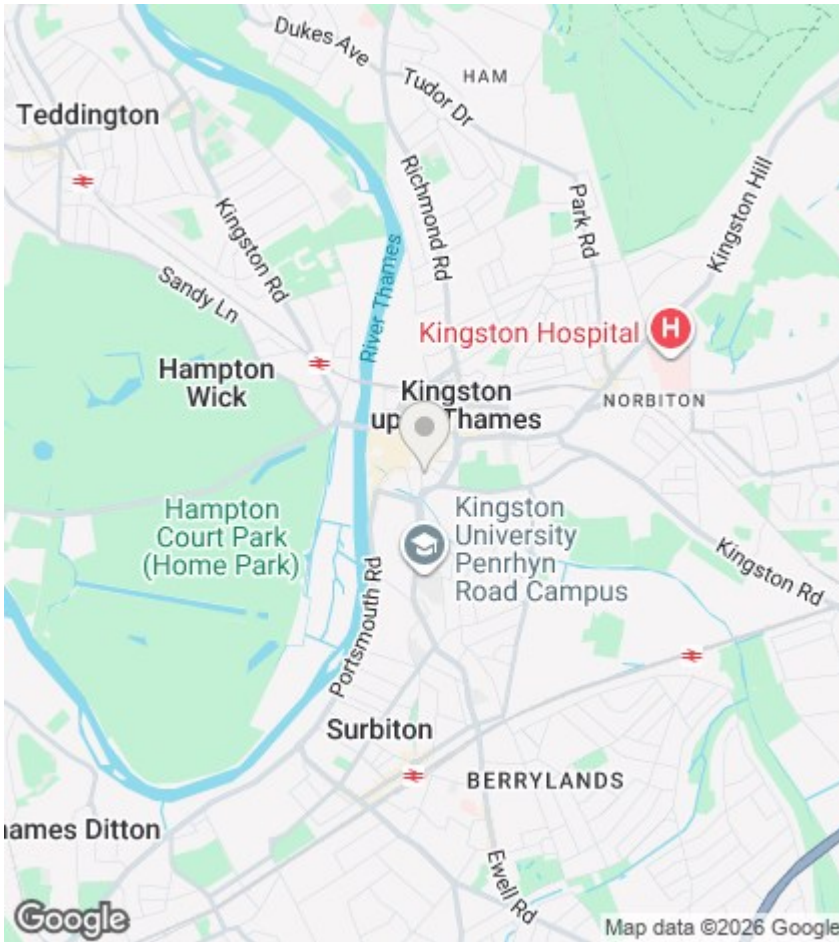 Dukes Ave
HAM
Tudor Dr
Teddington
Richmond Rd
Park Rd
Kingston Hill
Kingston Rd
River Thames
Sandy Ln
Kingston Hospital
H
Hampton
Wick
Kingston
up Thames
NORBITON
Hampton
Court Park
(Home Park)
Kingston
University
Penrhyn
Road Campus
Kingston Rd
Portsmouth Rd
Surbiton
BERRYLANDS
ames Ditton
Ewell Rd
Google
Map data ©2026 Google